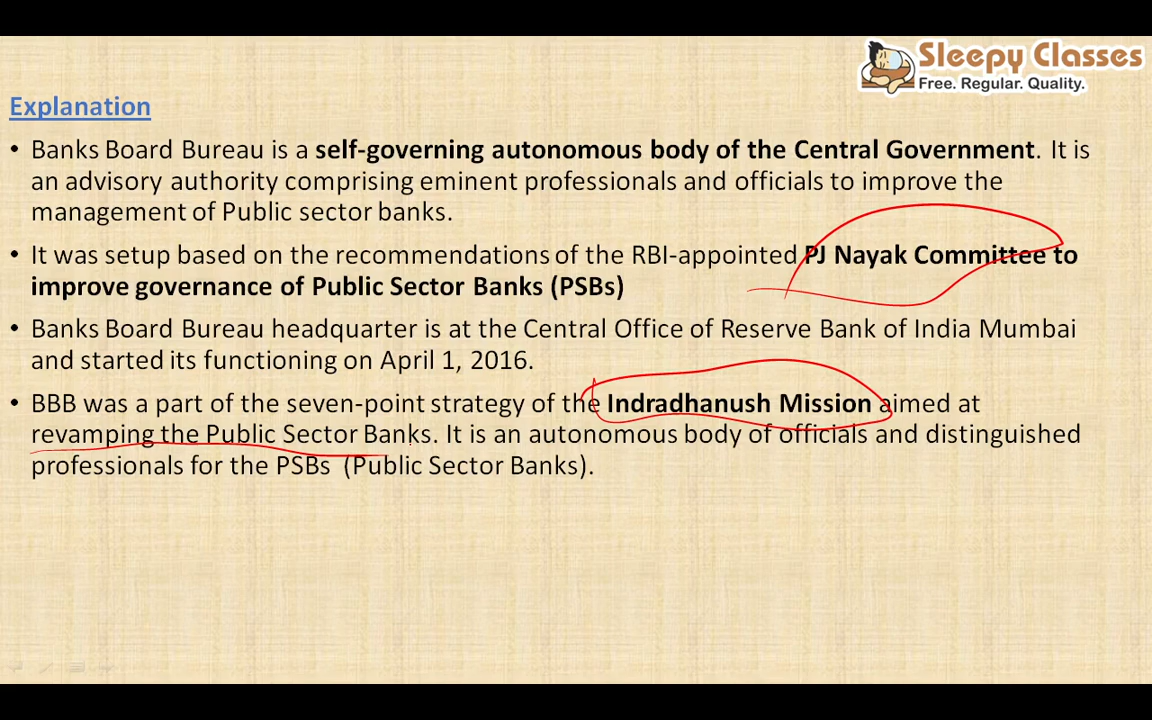 Sleepy Classes
Free. Regular. Quality.
Explanation
• Banks Board Bureau is a self-governing autonomous body of the Central Government. It is
an advisory authority comprising eminent professionals and officials to improve the
management of Public sector banks.
• It was setup based on the recommendations of the RBI-appointed PJ Nayak Committee to
improve governance of Public Sector Banks (PSBs)
• Banks Board Bureau headquarter is at the Central Office of Reserve Bank of India Mumbai
and started its functioning on April 1, 2016.
• BBB was a part of the seven-point strategy of the Indradhanush Mission aimed at
revamping the Public Sector Banks. It is an autonomous body of officials and distinguished
professionals for the PSBs (Public Sector Banks).